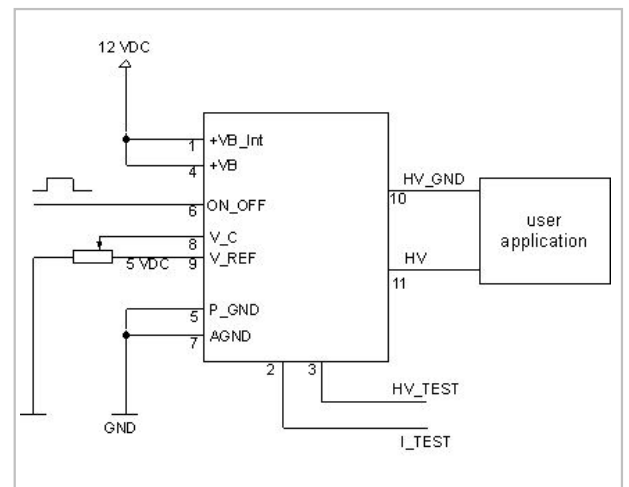 12 VDC
1 +VB_Int
4 +VB
6 ON_OFF
8 V_C
5 VDC 9 V_REF
5 P_GND
7 AGND
GND
HV_GND
10
HV
11
user
application
2 3
HV_TEST
I_TEST